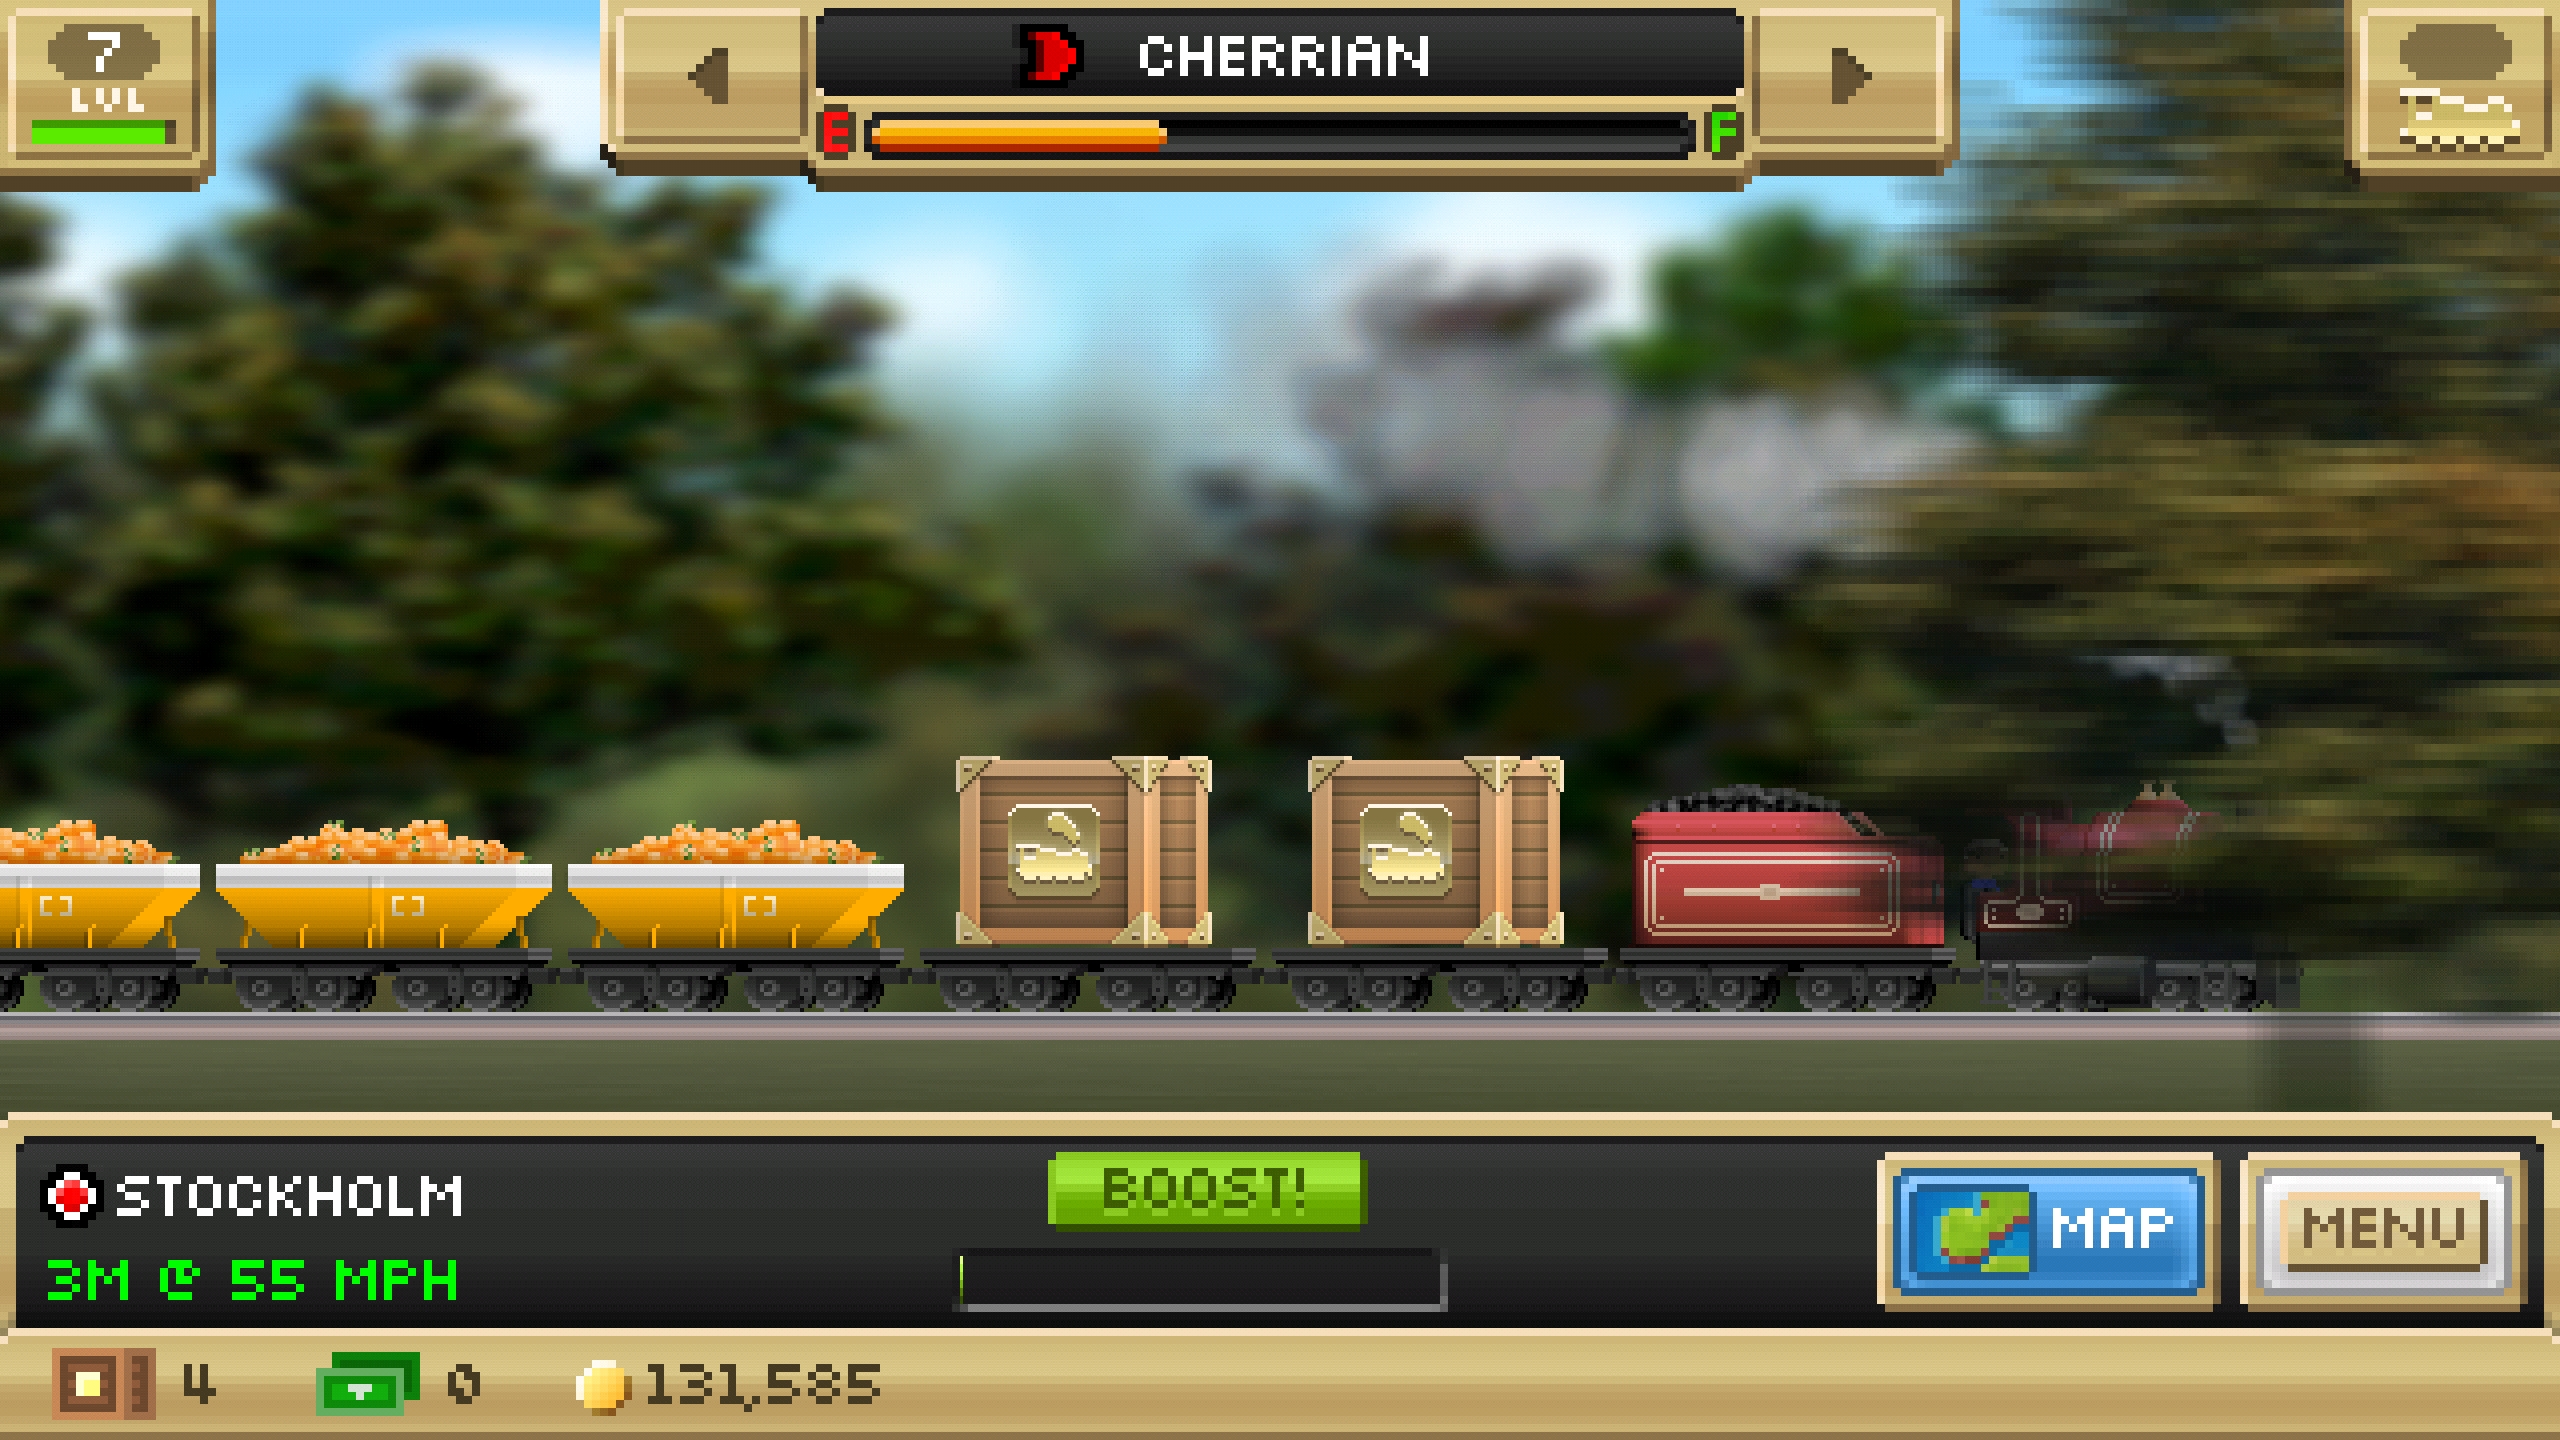 7
LVL
CHERRIAN
E F
STOCKHOLM
3M @ 55 MPH
BOOST!
MAP
MENU
4
0
131,585